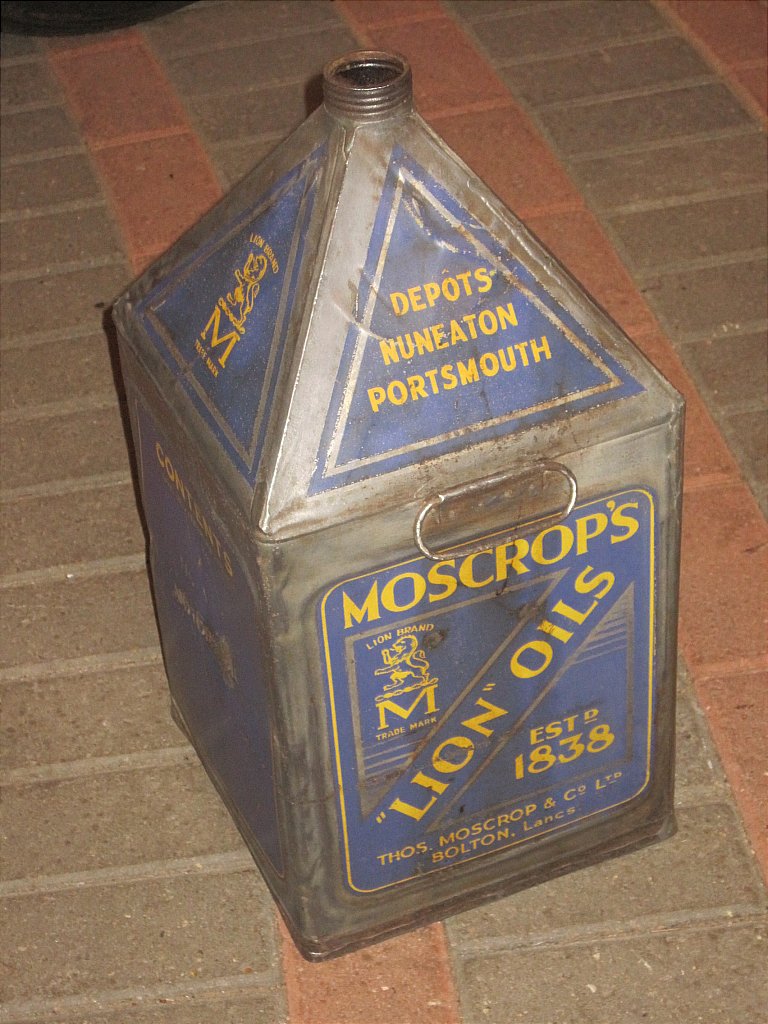 LION BRAND
M
TRADE MARK
DEPÔTS
NUNEATON
PORTSMOUTH
CONTENTS
MOSCROP'S
LION BRAND
M
TRADE MARK
"LION" OILS
ESTD
1838
THOS. MOSCROP & Co LTD
BOLTON, Lancs.